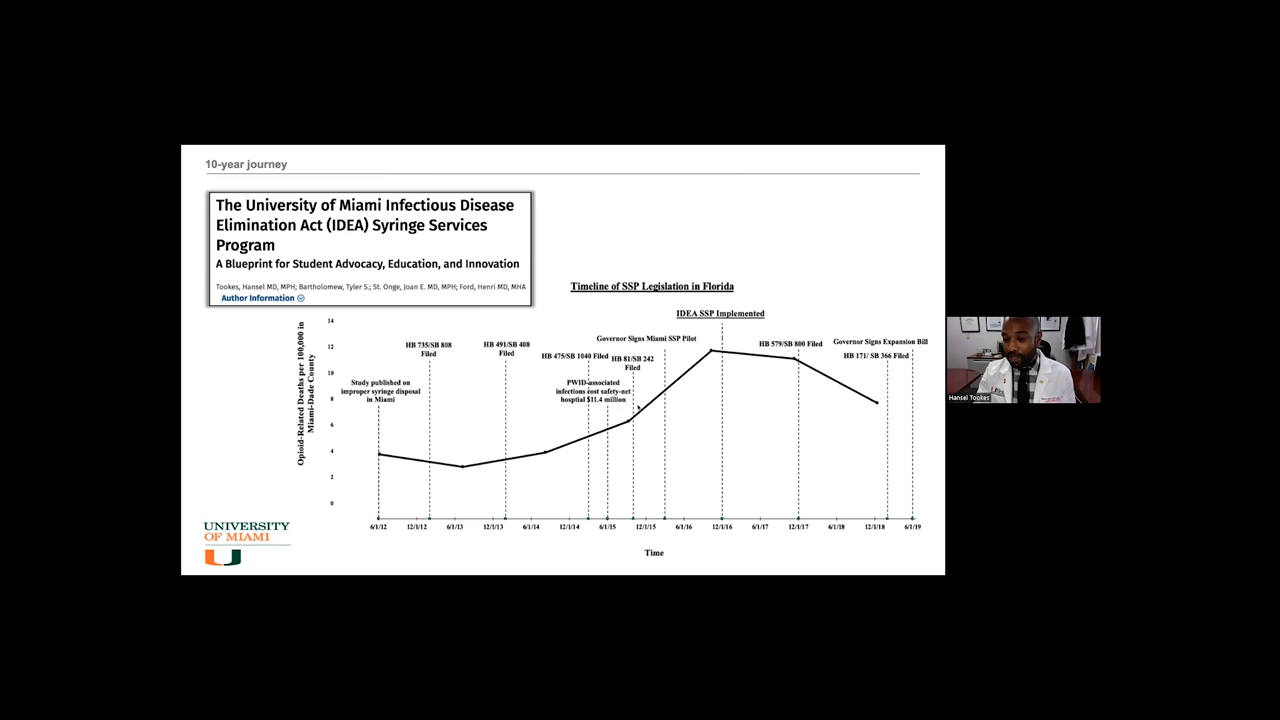 10-year journey
The University of Miami Infectious Disease
Elimination Act (IDEA) Syringe Services
Program
A Blueprint for Student Advocacy, Education, and Innovation
Tookes, Hansel MD, MPH; Bartholomew, Tyler S.; St. Onge, Joan E. MD, MPH; Ford, Henri MD, MHA
Author Information
Timeline of SSP Legislation in Florida
IDEA SSP Implemented
Opioid-Related Deaths per 100,000 in
Miami-Dade County
14
12
10
8
6
4
2
0
Study published on
improper syringe disposal
in Miami
HB 735/SB 808
Filed
HB 491/SB 408
Filed
HB 475/SB 1040 Filed
PWID-associated
infections cost safety-net
hosptial $11.4 million
HB 81/SB 242
Filed
Governor Signs Miami SSP Pilot
HB 579/SB 800 Filed
Governor Signs Expansion Bill
HB 171/ SB 366 Filed
6/1/12 12/1/12 6/1/13 12/1/13 6/1/14 12/1/14 6/1/15 12/1/15 6/1/16 12/1/16 6/1/17 12/1/17 6/1/18 12/1/18 6/1/19
Time
UNIVERSITY
OF MIAMI
Hansel Tookes